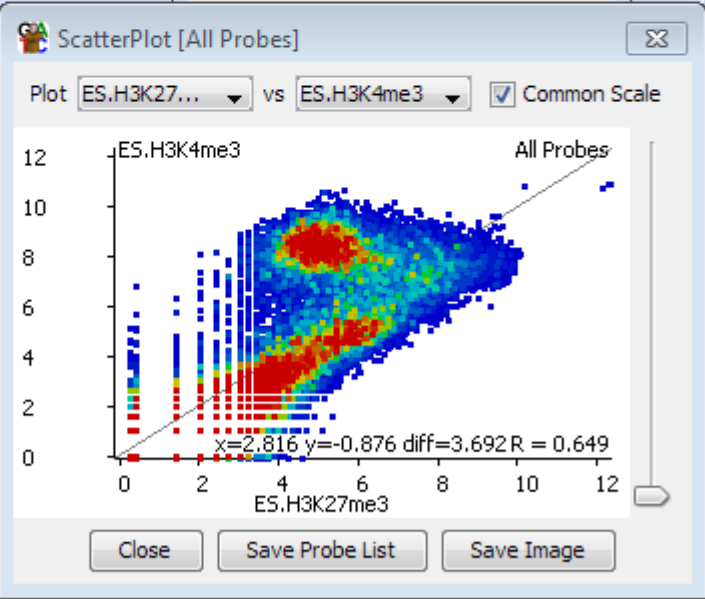 ScatterPlot [All Probes]
Plot ES.H3K27... vs ES.H3K4me3 Common Scale
ES.H3K4me3 All Probes
12
10
8
6
4
2
0
x=2.816 y=-0.876 diff=3.692 R = 0.649
0 2 4 6 8 10 12
ES.H3K27me3
Close Save Probe List Save Image